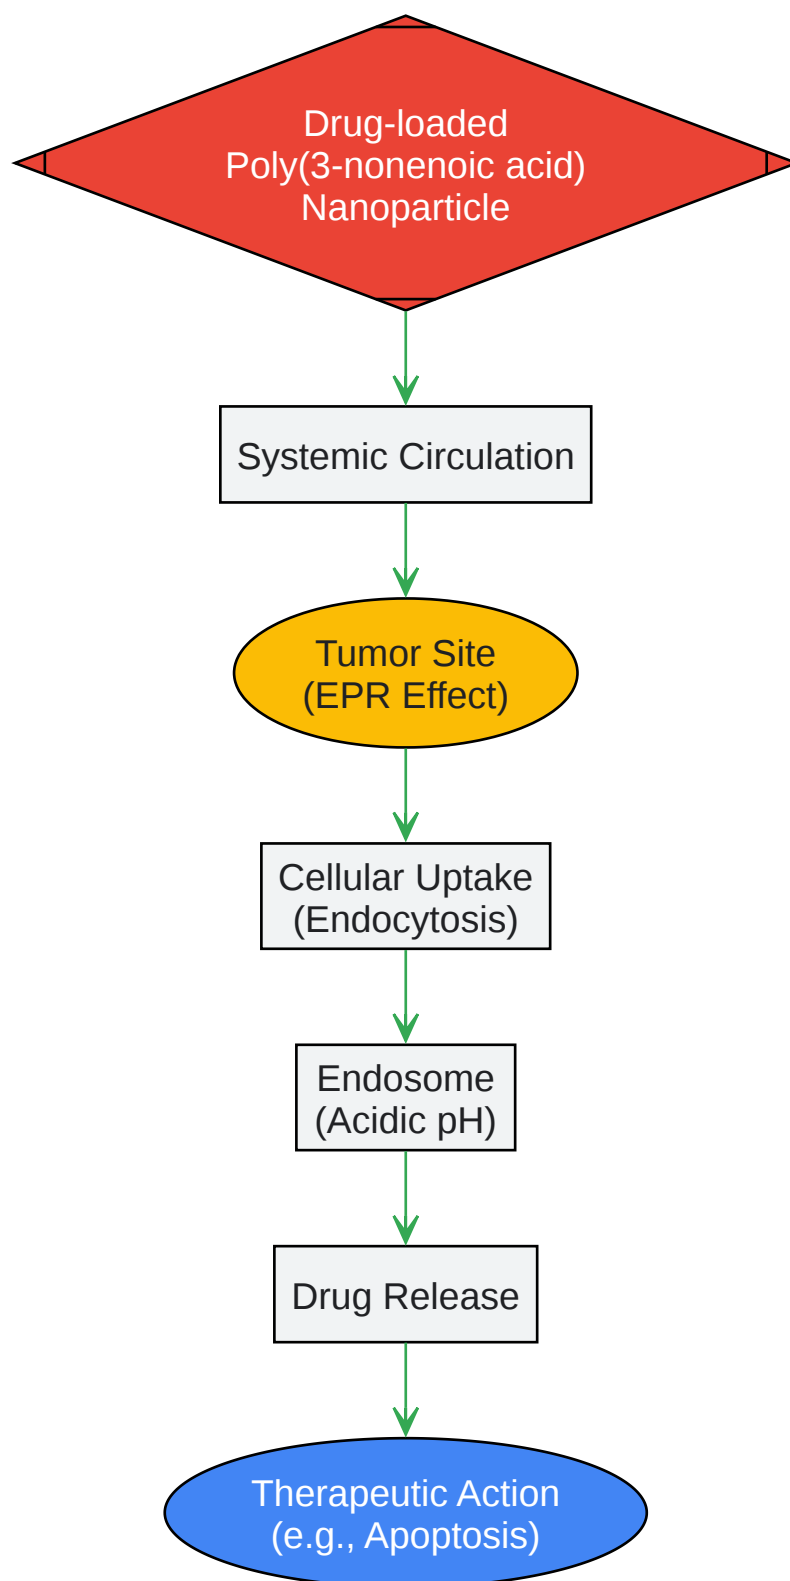 Drug-loaded
Poly(3-nonenoic acid)
Nanoparticle
Systemic Circulation
Tumor Site
(EPR Effect)
Cellular Uptake
(Endocytosis)
Endosome
(Acidic pH)
Drug Release
Therapeutic Action
(e.g., Apoptosis)